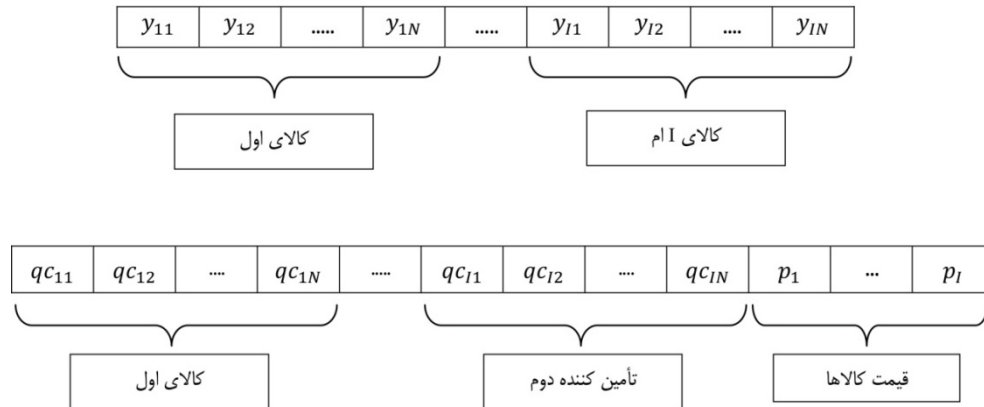 y₁₁ y₁₂ ..... y₁N ..... yI₁ yI₂ .... yIN
کالای اول
کالای I ام
qc₁₁ qc₁₂ .... qc₁N ..... qcI₁ qcI₂ .... qcIN p₁ ... pI
کالای اول
تأمین کننده دوم
قیمت کالاها